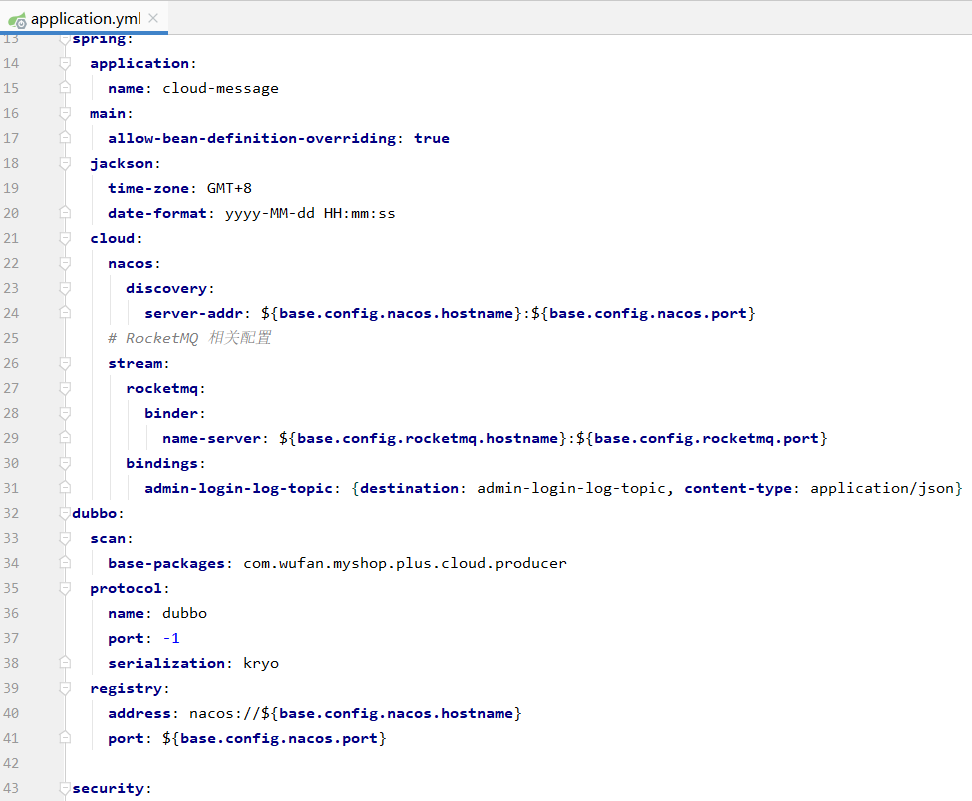 application.yml
13 spring:
14 application:
15 name: cloud-message
16 main:
17 allow-bean-definition-overriding: true
18 jackson:
19 time-zone: GMT+8
20 date-format: yyyy-MM-dd HH:mm:ss
21 cloud:
22 nacos:
23 discovery:
24 server-addr: ${base.config.nacos.hostname}:${base.config.nacos.port}
25 # RocketMQ 相关配置
26 stream:
27 rocketmq:
28 binder:
29 name-server: ${base.config.rocketmq.hostname}:${base.config.rocketmq.port}
30 bindings:
31 admin-login-log-topic: {destination: admin-login-log-topic, content-type: application/json}
32 dubbo:
33 scan:
34 base-packages: com.wufan.myshop.plus.cloud.producer
35 protocol:
36 name: dubbo
37 port: -1
38 serialization: kryo
39 registry:
40 address: nacos://${base.config.nacos.hostname}
41 port: ${base.config.nacos.port}
42
43 security: